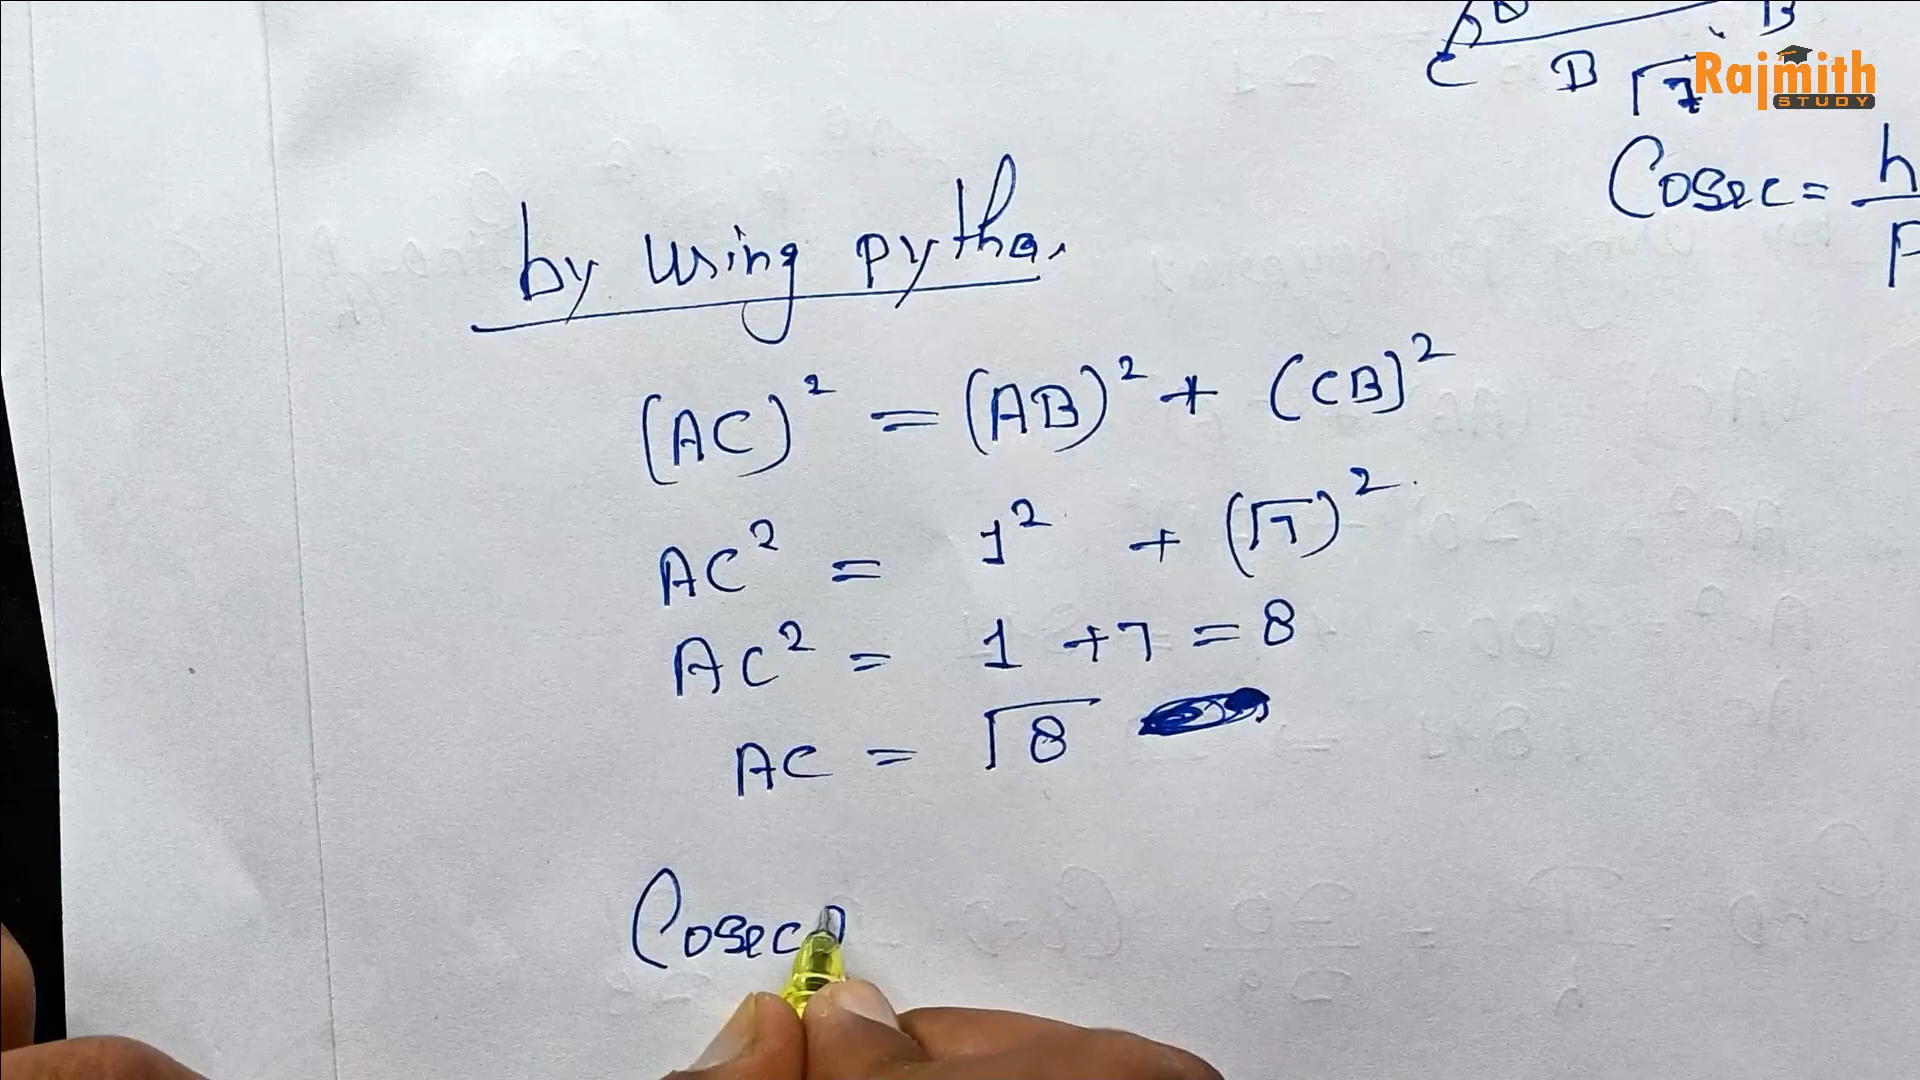 B
C B √7
Rajmith
STUDY
Cosec = h
p
by using pytha.
(AC)² = (AB)² + (CB)²
AC² = 1² + (√7)²
AC² = 1 + 7 = 8
AC = √8
Cosec